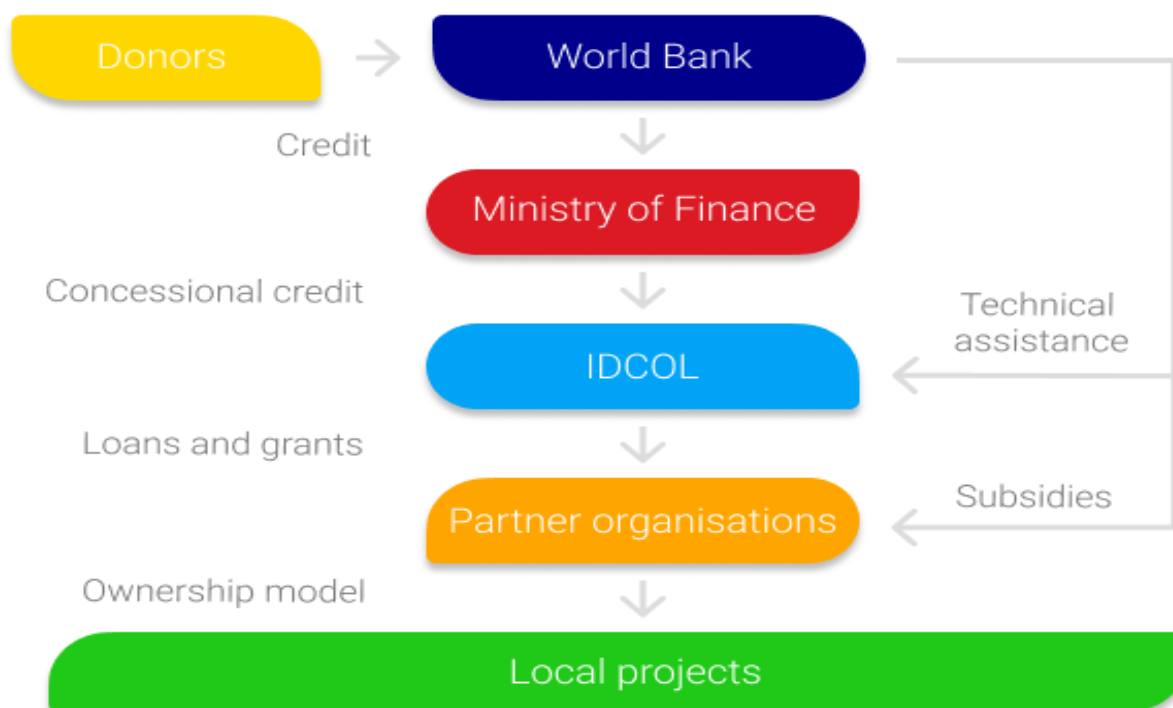 Donors
World Bank
Credit
Ministry of Finance
Concessional credit
Technical
assistance
IDCOL
Loans and grants
Subsidies
Partner organisations
Ownership model
Local projects